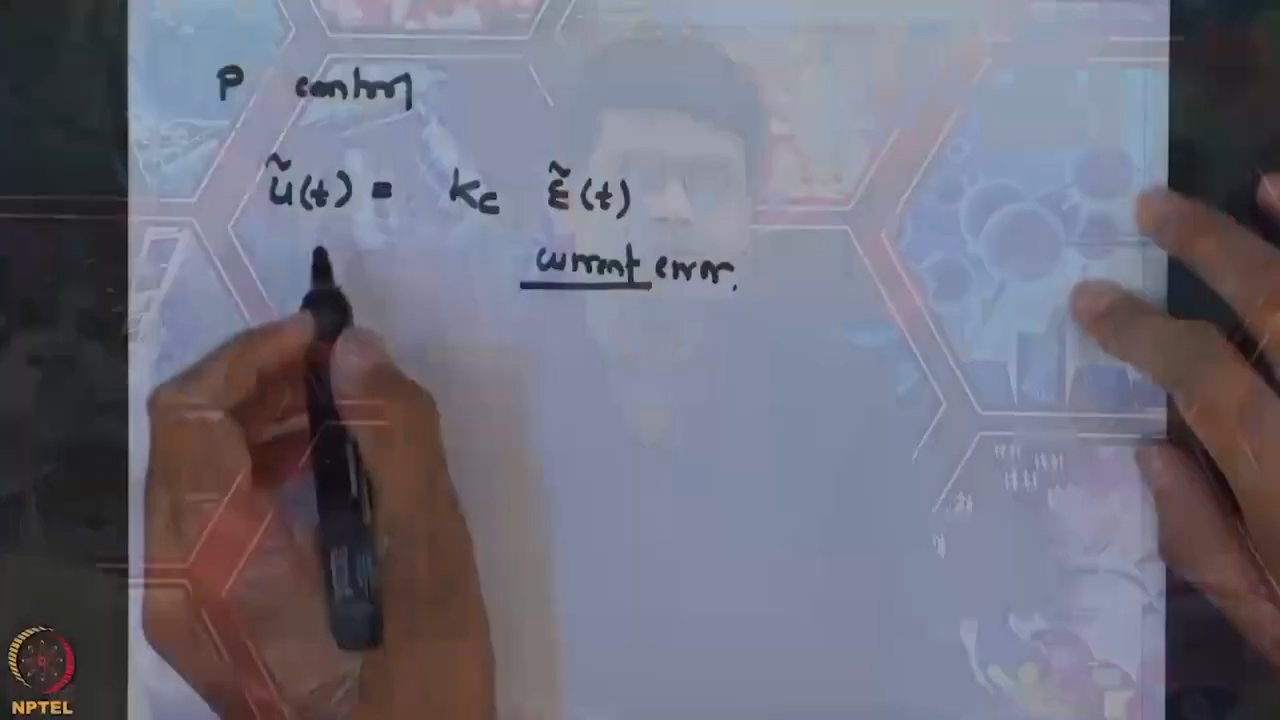 P control
ũ(t) = Kc ε̃(t)
current error.
NPTEL